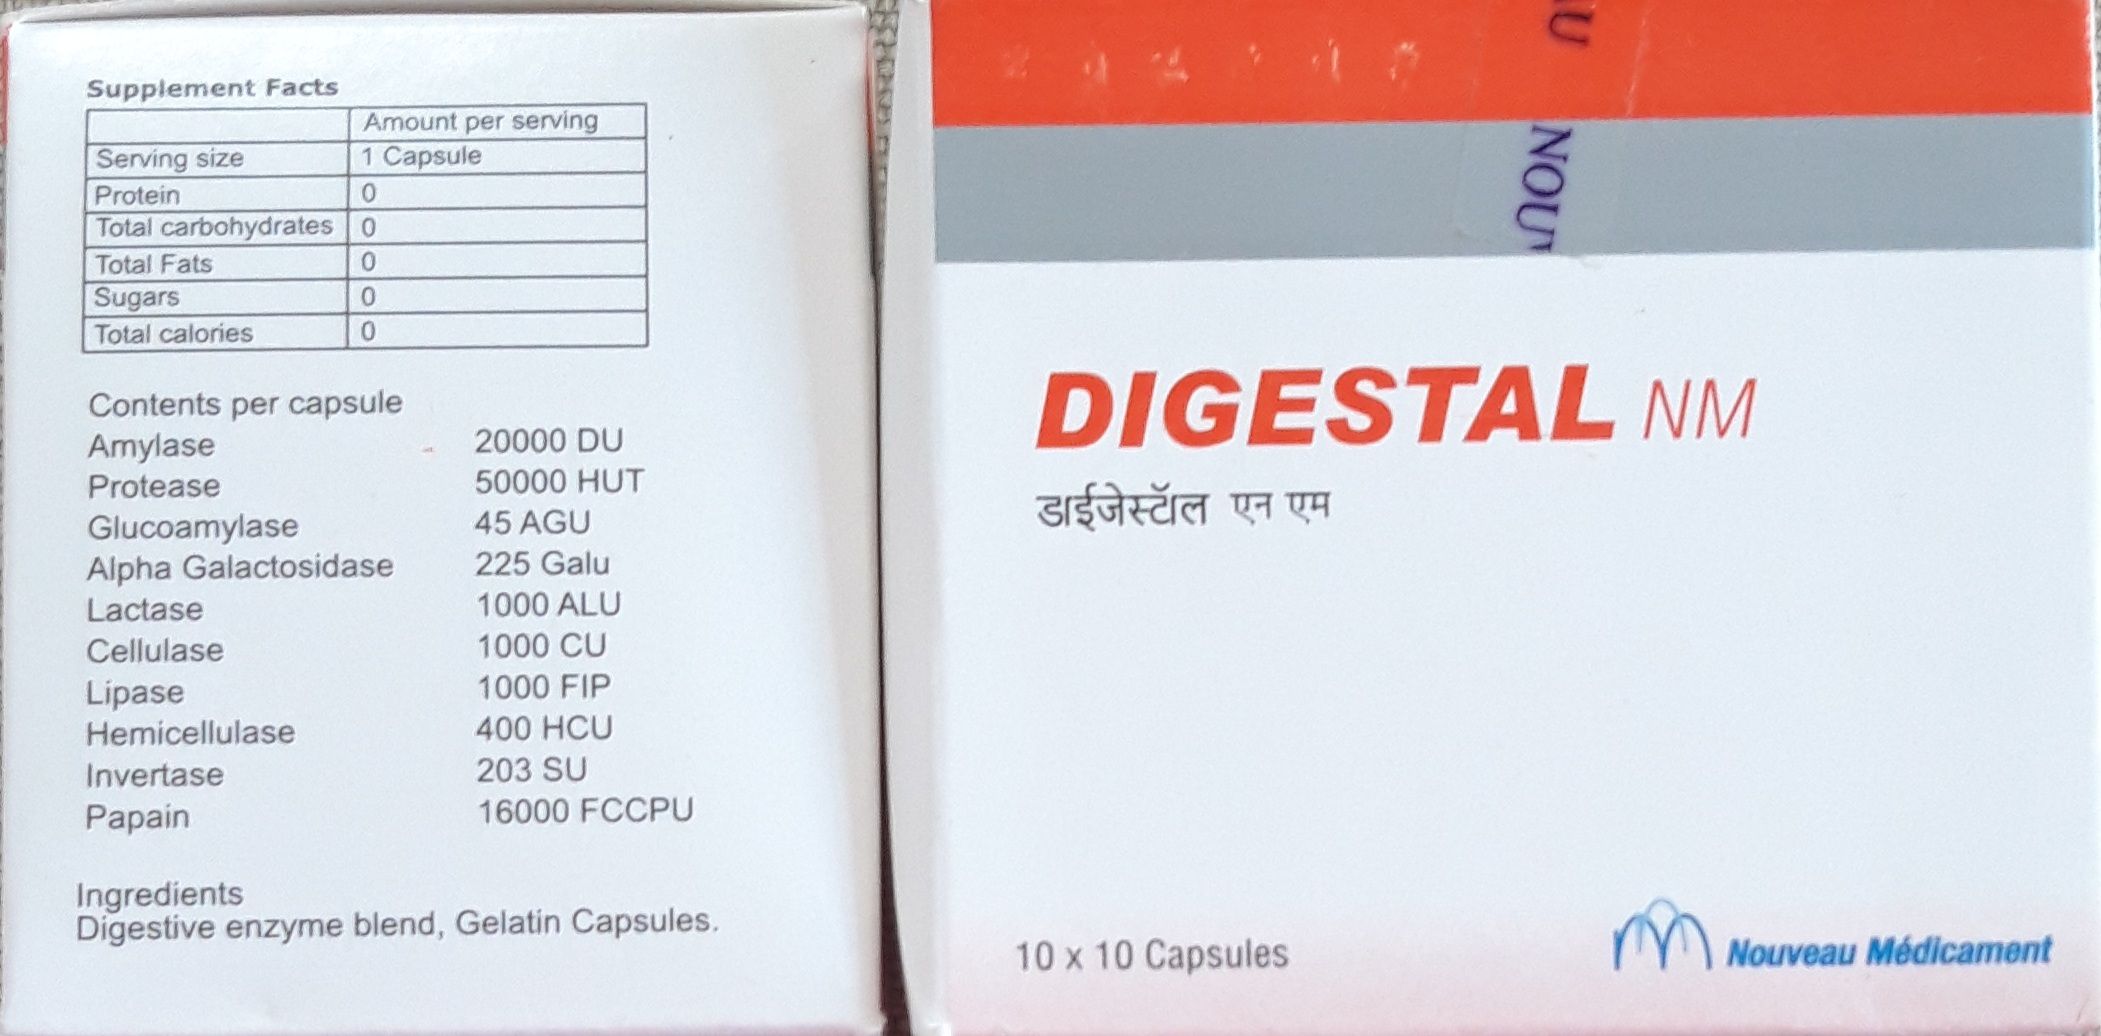 Supplement Facts
Amount per serving
Serving size 1 Capsule
Protein 0
Total carbohydrates 0
Total Fats 0
Sugars 0
Total calories 0
Contents per capsule
Amylase 20000 DU
Protease 50000 HUT
Glucoamylase 45 AGU
Alpha Galactosidase 225 Galu
Lactase 1000 ALU
Cellulase 1000 CU
Lipase 1000 FIP
Hemicellulase 400 HCU
Invertase 203 SU
Papain 16000 FCCPU
Ingredients
Digestive enzyme blend, Gelatin Capsules.
DIGESTAL NM
डाईजेस्टॅाल एन एम
10 x 10 Capsules
Nouveau Médicament